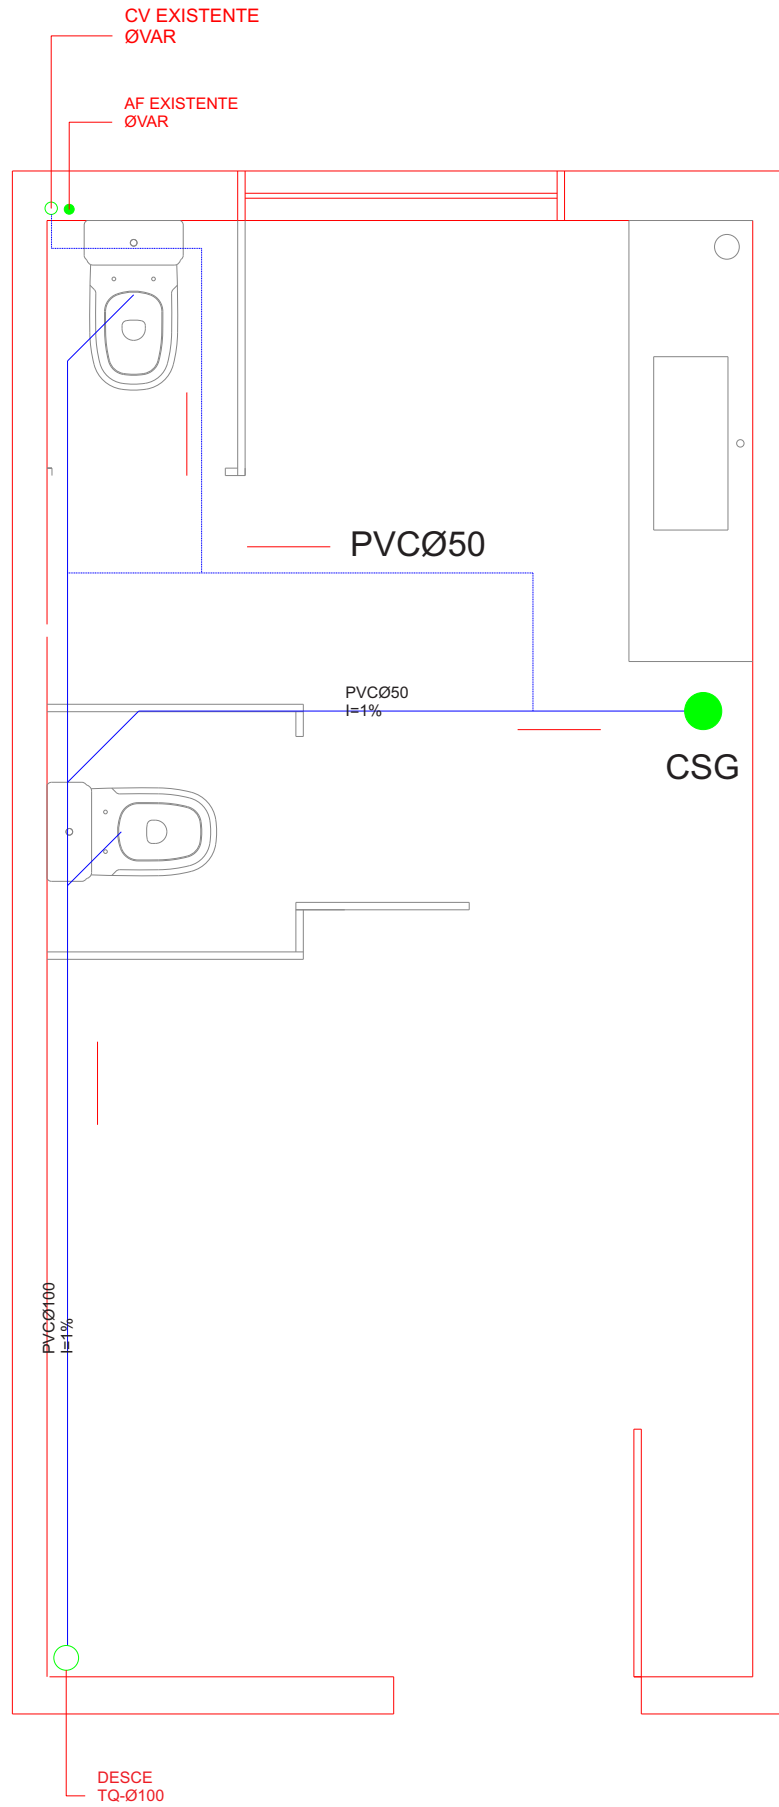 CV EXISTENTE
ØVAR
AF EXISTENTE
ØVAR
PVCØ50
PVCØ50
I=1%
CSG
PVCØ100
I=1%
DESCE
TQ-Ø100